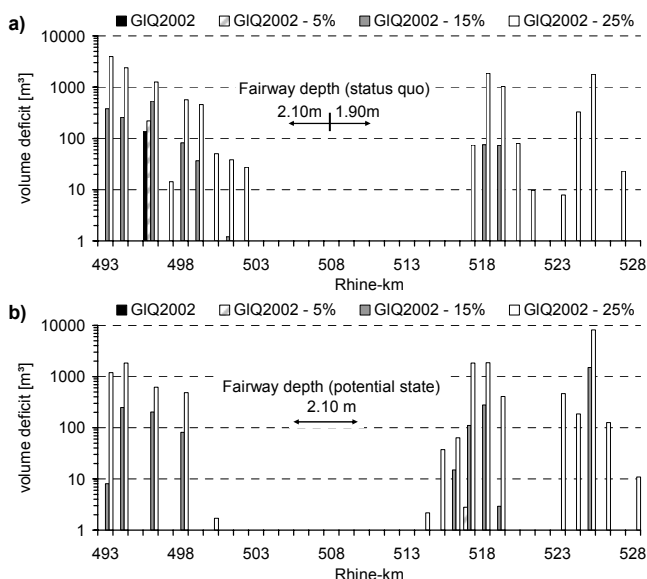 a)
GlQ2002 GlQ2002 - 5% GlQ2002 - 15% GlQ2002 - 25%
volume deficit [m³]
10000
1000
100
10
1
Fairway depth (status quo)
2.10m 1.90m
493 498 503 508 513 518 523 528
Rhine-km
b)
GlQ2002 GlQ2002 - 5% GlQ2002 - 15% GlQ2002 - 25%
volume deficit [m³]
10000
1000
100
10
1
Fairway depth (potential state)
2.10 m
493 498 503 508 513 518 523 528
Rhine-km